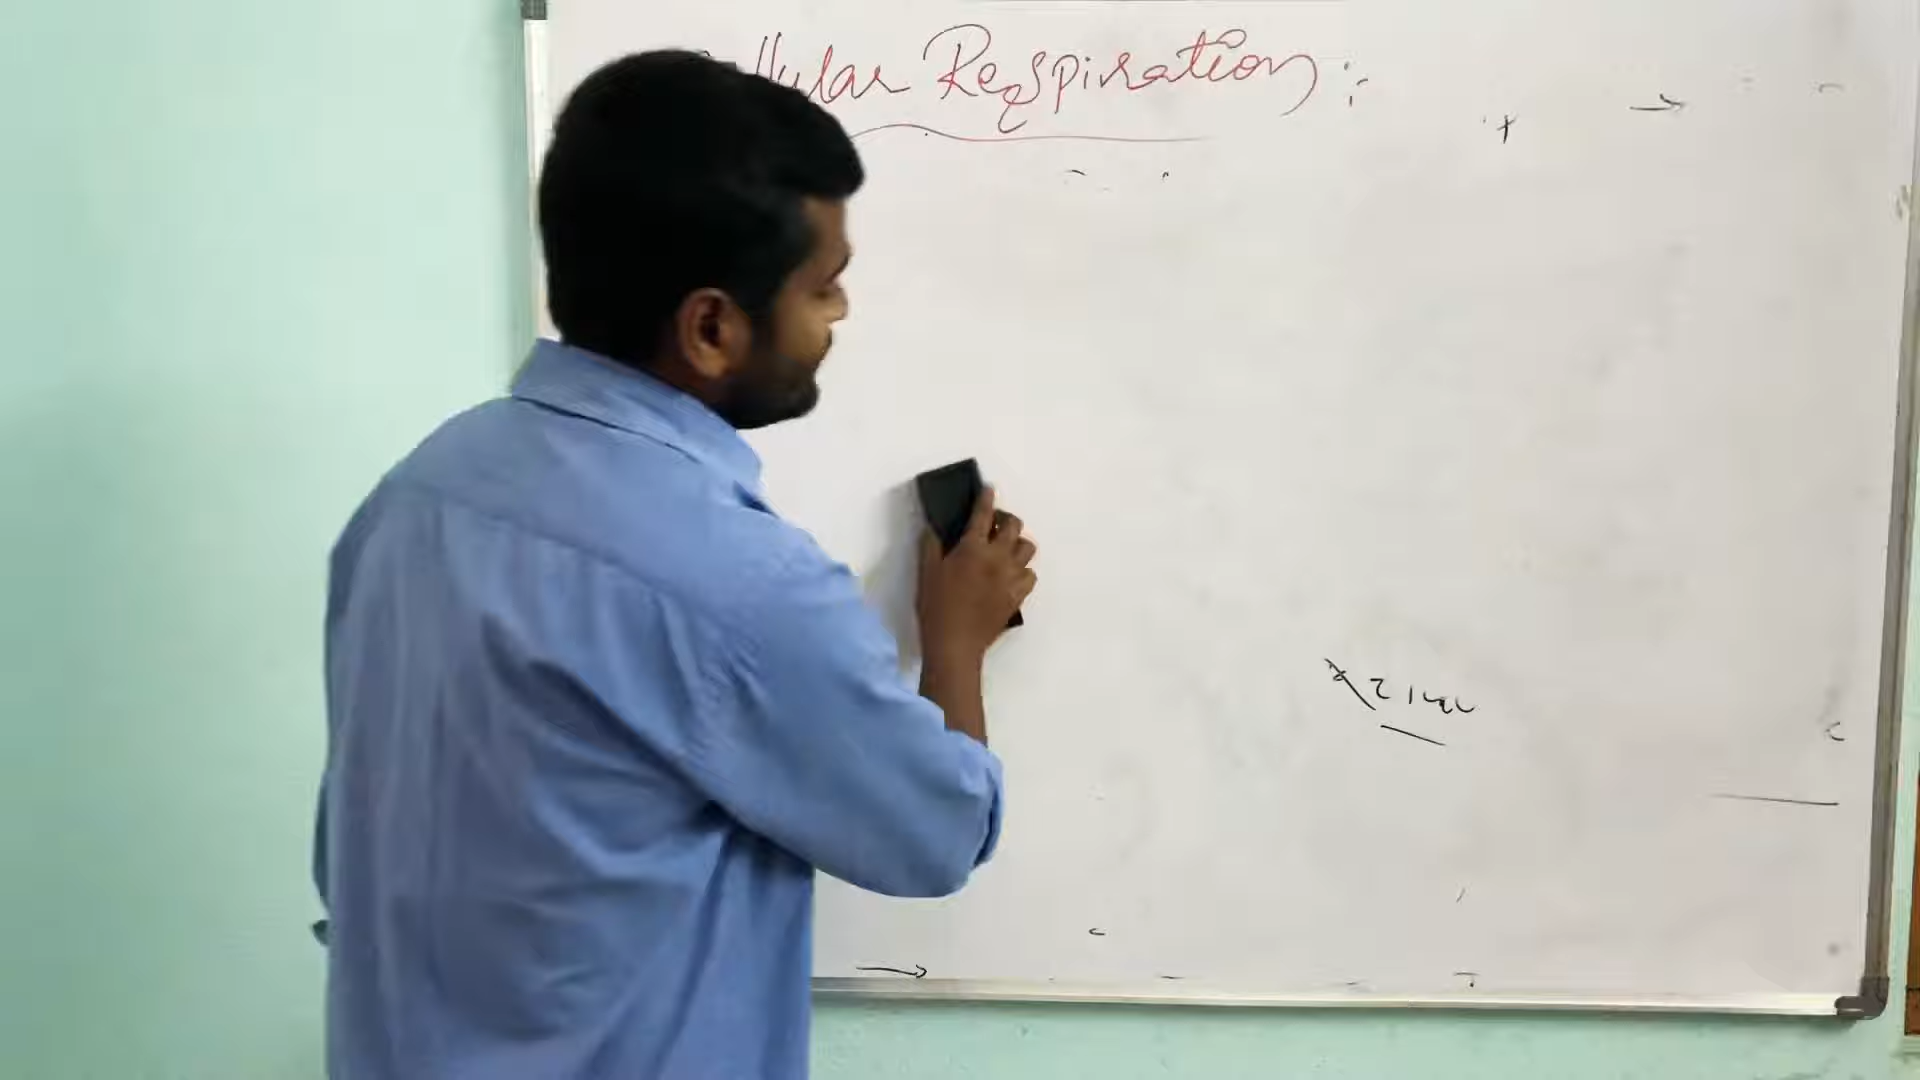 llular Respiration :
+ →
→